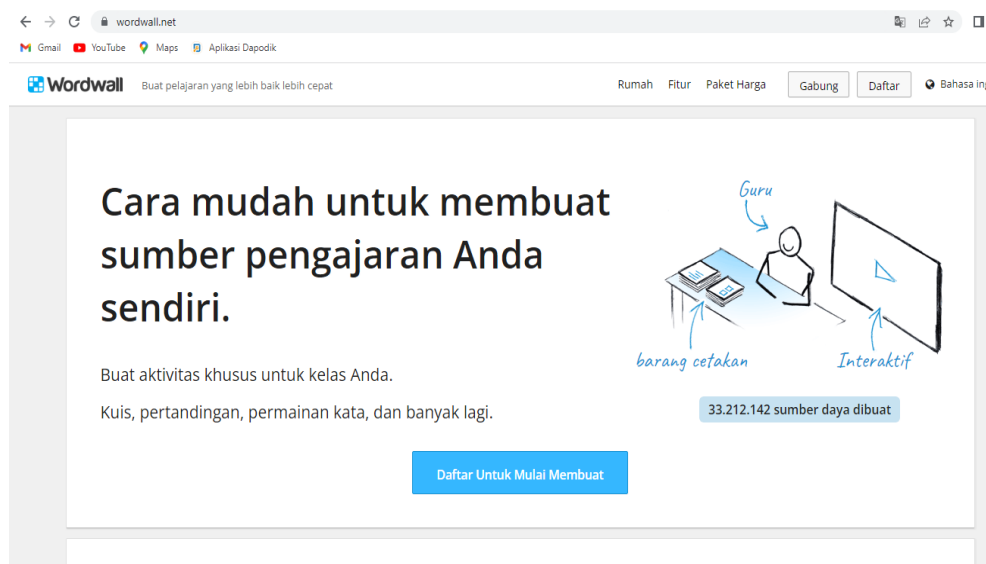 wordwall.net
Gmail YouTube Maps Aplikasi Dapodik
Wordwall Buat pelajaran yang lebih baik lebih cepat Rumah Fitur Paket Harga Gabung Daftar Bahasa ing
Cara mudah untuk membuat
sumber pengajaran Anda
sendiri.
Buat aktivitas khusus untuk kelas Anda.
Kuis, pertandingan, permainan kata, dan banyak lagi.
Daftar Untuk Mulai Membuat
Guru
barang cetakan
Interaktif
33.212.142 sumber daya dibuat